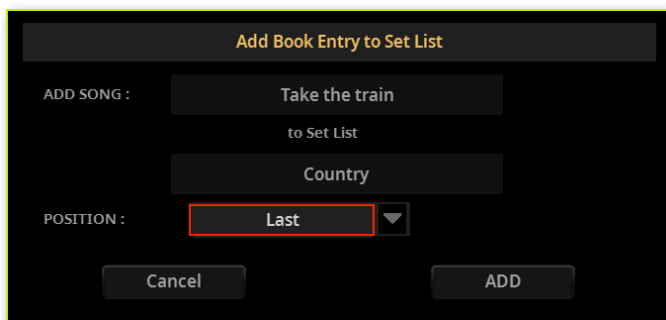 Add Book Entry to Set List
ADD SONG : Take the train
to Set List
Country
POSITION : Last
Cancel ADD